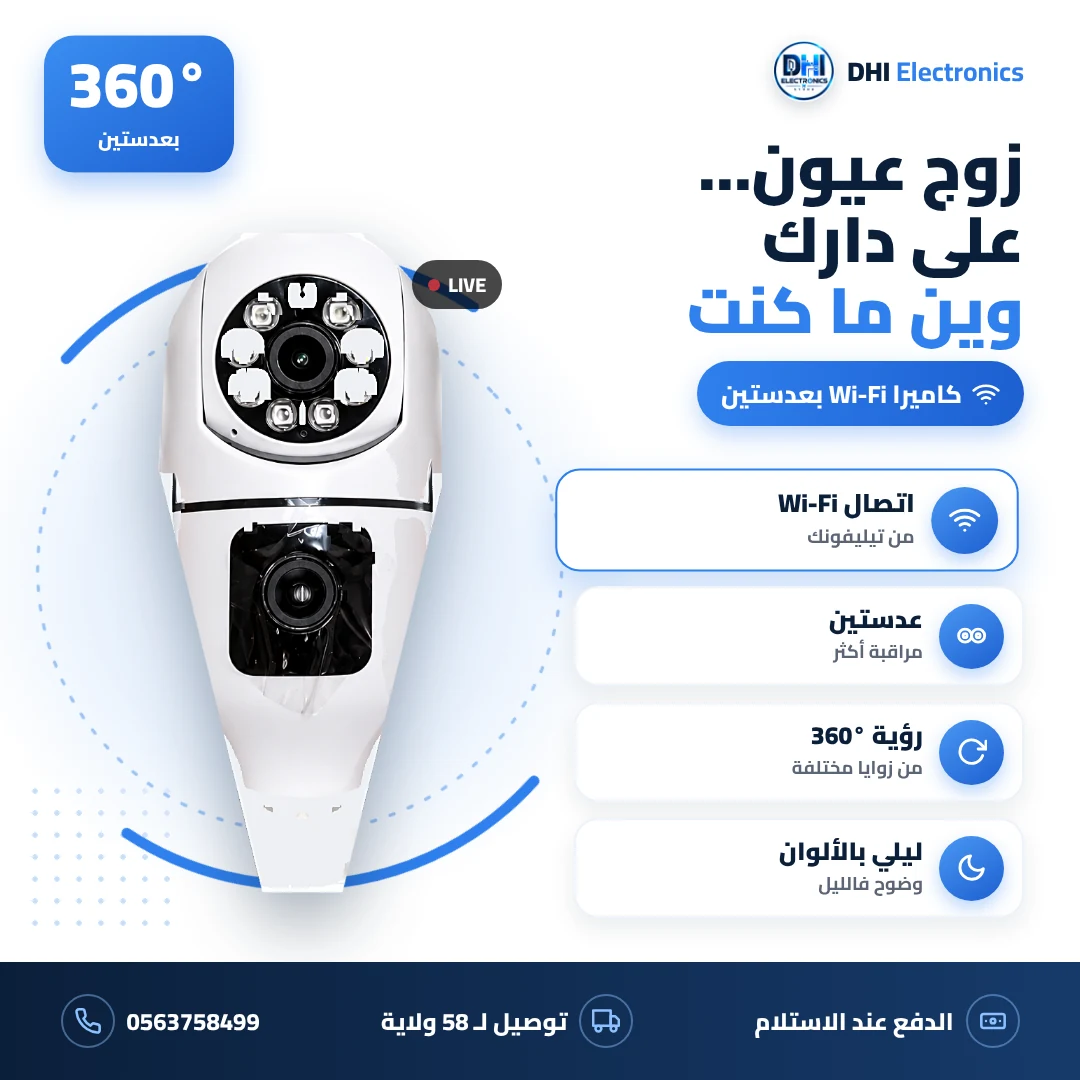 DHI ELECTRONICS
DHI Electronics
360°
بعدستين
زوج عيون...
على دارك
وين ما كنت
كاميرا Wi-Fi بعدستين
LIVE
اتصال Wi-Fi
من تيليفونك
عدستين
مراقبة أكثر
رؤية 360°
من زوايا مختلفة
ليلي بالألوان
وضوح فالليل
الدفع عند الاستلام
توصيل لـ 58 ولاية
0563758499